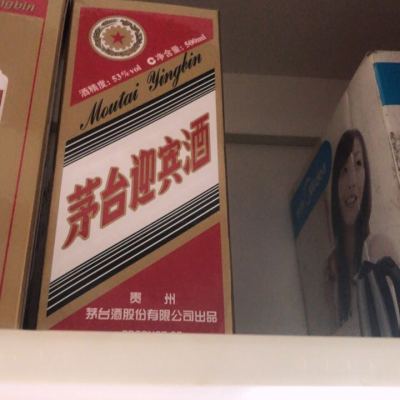 酒精度：53%vol 净含量：500ml
Moutai Yingbin
茅台迎宾酒
贵 州
茅台酒股份有限公司出品